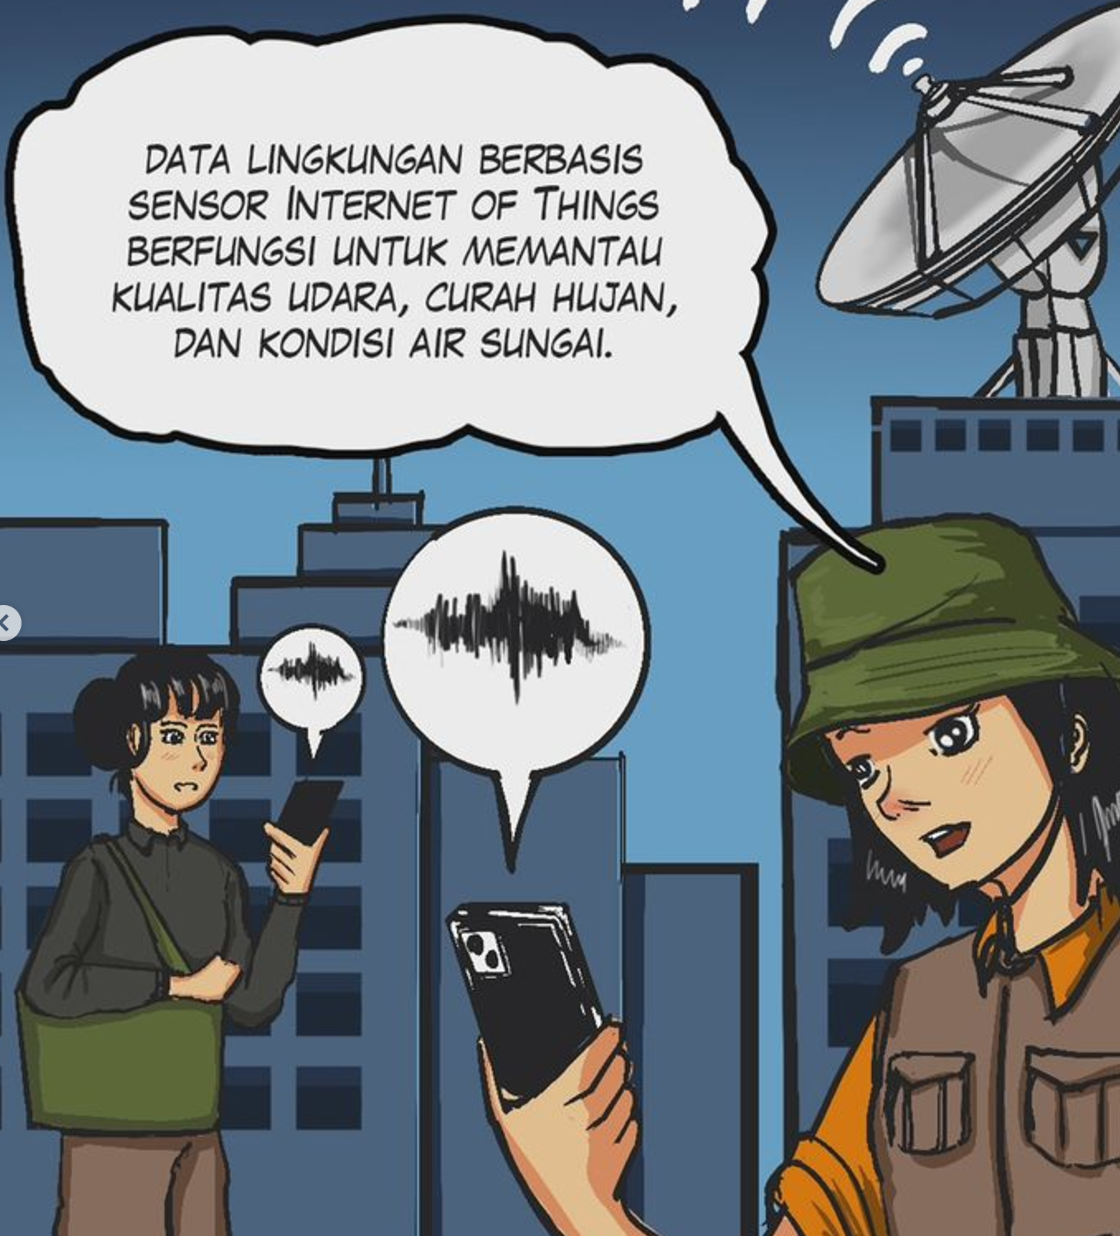 DATA LINGKUNGAN BERBASIS
SENSOR INTERNET OF THINGS
BERFUNGSI UNTUK MEMANTAU
KUALITAS UDARA, CURAH HUJAN,
DAN KONDISI AIR SUNGAI.